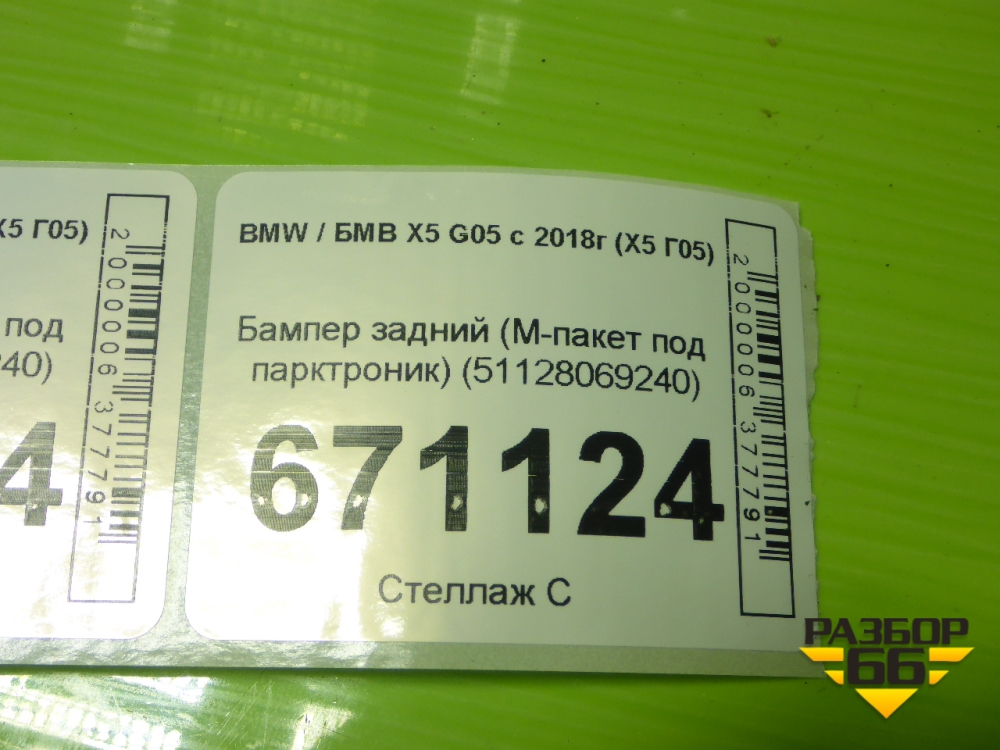 X5 Г05)
под
240)
4
2000006377791
BMW / БМВ X5 G05 с 2018г (X5 Г05)
Бампер задний (М-пакет под
парктроник) (51128069240)
671124
Стеллаж С
2000006377791
РАЗБОР
66